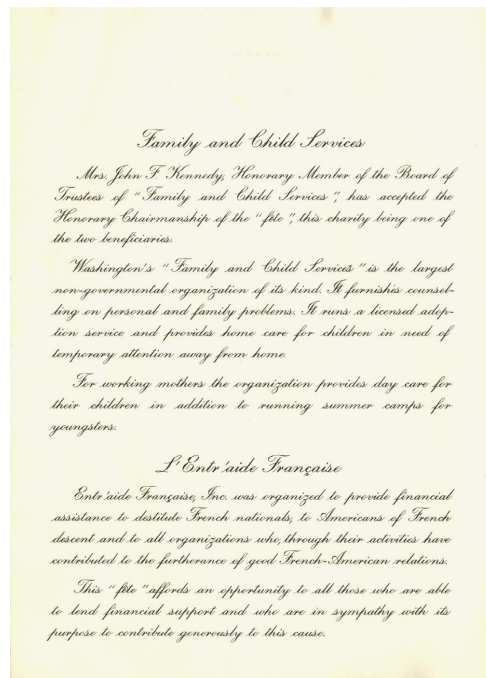 Family and Child Services
Mrs. John F. Kennedy, Honorary Member of the Board of
Trustees of "Family and Child Services", has accepted the
Honorary Chairmanship of the "fête", this charity being one of
the two beneficiaries.
Washington's "Family and Child Services" is the largest
non-governmental organization of its kind. It furnishes counsel-
ling on personal and family problems. It runs a licensed adop-
tion service and provides home care for children in need of
temporary attention away from home.
For working mothers the organization provides day care for
their children in addition to running summer camps for
youngsters.
L'Entr'aide Française
Entr'aide Française, Inc. was organized to provide financial
assistance to destitute French nationals, to Americans of French
descent and to all organizations who, through their activities have
contributed to the furtherance of good French-American relations.
This "fête" affords an opportunity to all those who are able
to lend financial support and who are in sympathy with its
purpose to contribute generously to this cause.